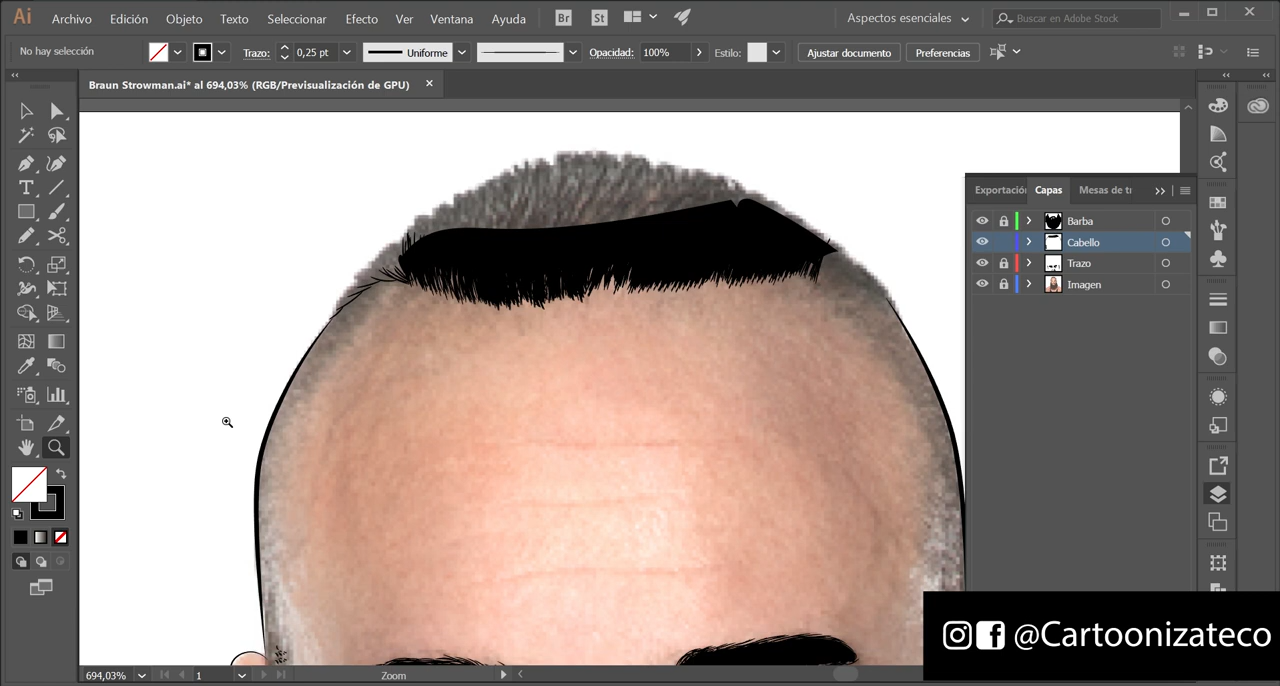 Ai Archivo Edición Objeto Texto Seleccionar Efecto Ver Ventana Ayuda Br St Aspectos esenciales Buscar en Adobe Stock
No hay selección Trazo: 0,25 pt Uniforme Opacidad: 100% Estilo: Ajustar documento Preferencias
Braun Strowman.ai* al 694,03% (RGB/Previsualización de GPU)
Exportación Capas Mesas de tr
Barba
Cabello
Trazo
Imagen
@Cartoonizateco
694,03% 1 Zoom